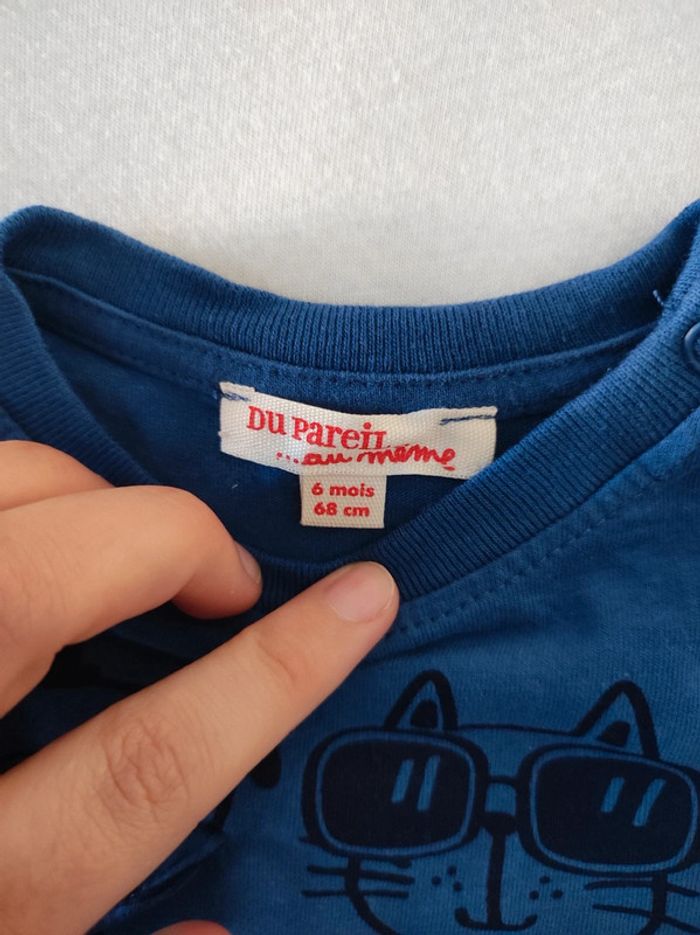 DU PaReiL
...au même
6 mois
68 cm